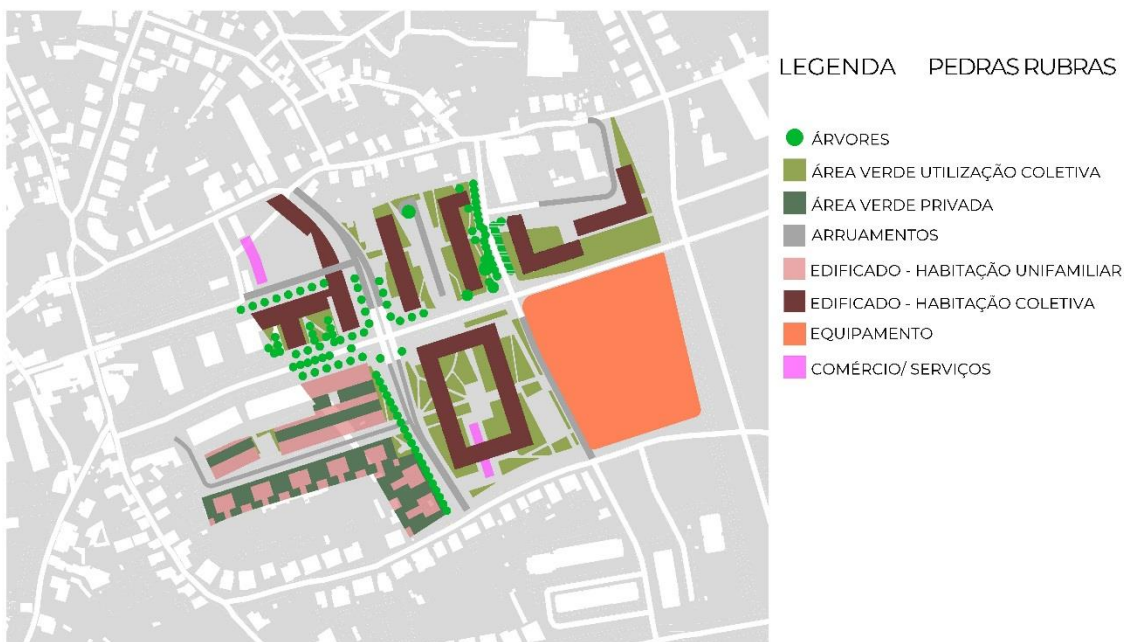 LEGENDA PEDRAS RUBRAS
ÁRVORES
ÁREA VERDE UTILIZAÇÃO COLETIVA
ÁREA VERDE PRIVADA
ARRUAMENTOS
EDIFICADO - HABITAÇÃO UNIFAMILIAR
EDIFICADO - HABITAÇÃO COLETIVA
EQUIPAMENTO
COMÉRCIO/ SERVIÇOS